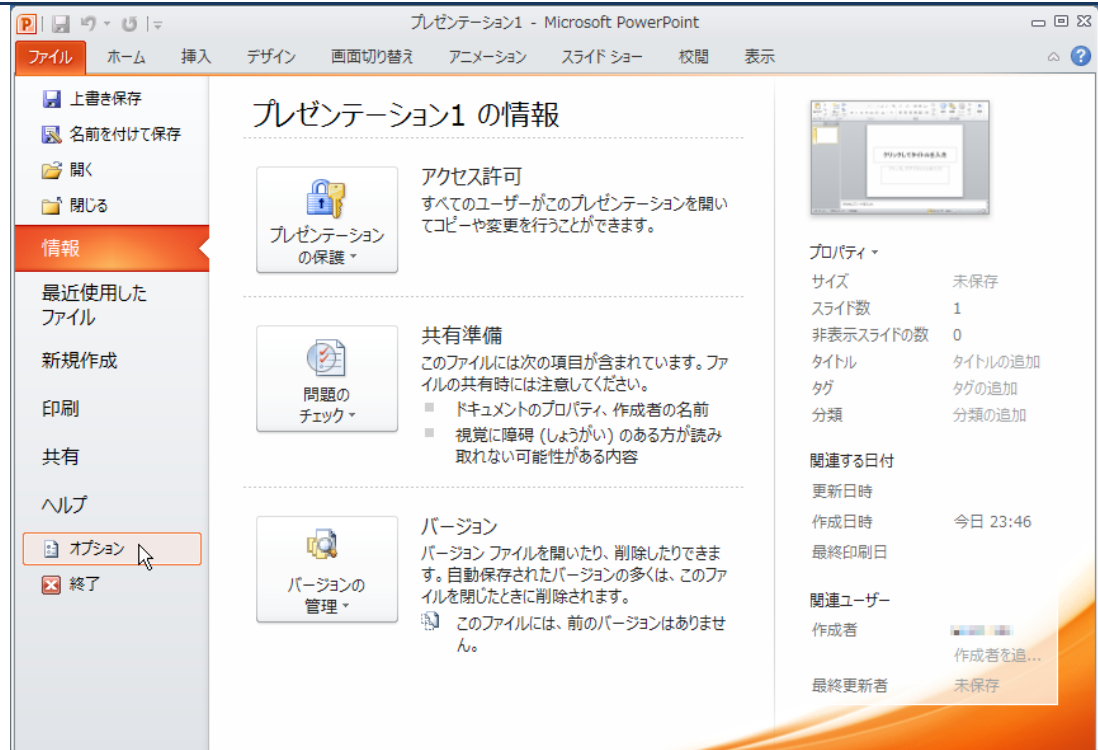 プレゼンテーション1 - Microsoft PowerPoint
ファイル ホーム 挿入 デザイン 画面切り替え アニメーション スライド ショー 校閲 表示
上書き保存
名前を付けて保存
開く
閉じる
情報
最近使用した
ファイル
新規作成
印刷
共有
ヘルプ
オプション
終了
プレゼンテーション1 の情報
プレゼンテーション
の保護
アクセス許可
すべてのユーザーがこのプレゼンテーションを開い
てコピーや変更を行うことができます。
問題の
チェック
共有準備
このファイルには次の項目が含まれています。ファ
イルの共有時には注意してください。
ドキュメントのプロパティ、作成者の名前
視覚に障碍 (しょうがい) のある方が読み
取れない可能性がある内容
バージョンの
管理
バージョン
バージョン ファイルを開いたり、削除したりできま
す。自動保存されたバージョンの多くは、このファ
イルを閉じたときに削除されます。
このファイルには、前のバージョンはありませ
ん。
クリックしてタイトルを入力
プロパティ
サイズ 未保存
スライド数 1
非表示スライドの数 0
タイトル タイトルの追加
タグ タグの追加
分類 分類の追加
関連する日付
更新日時
作成日時 今日 23:46
最終印刷日
関連ユーザー
作成者
作成者を追...
最終更新者 未保存